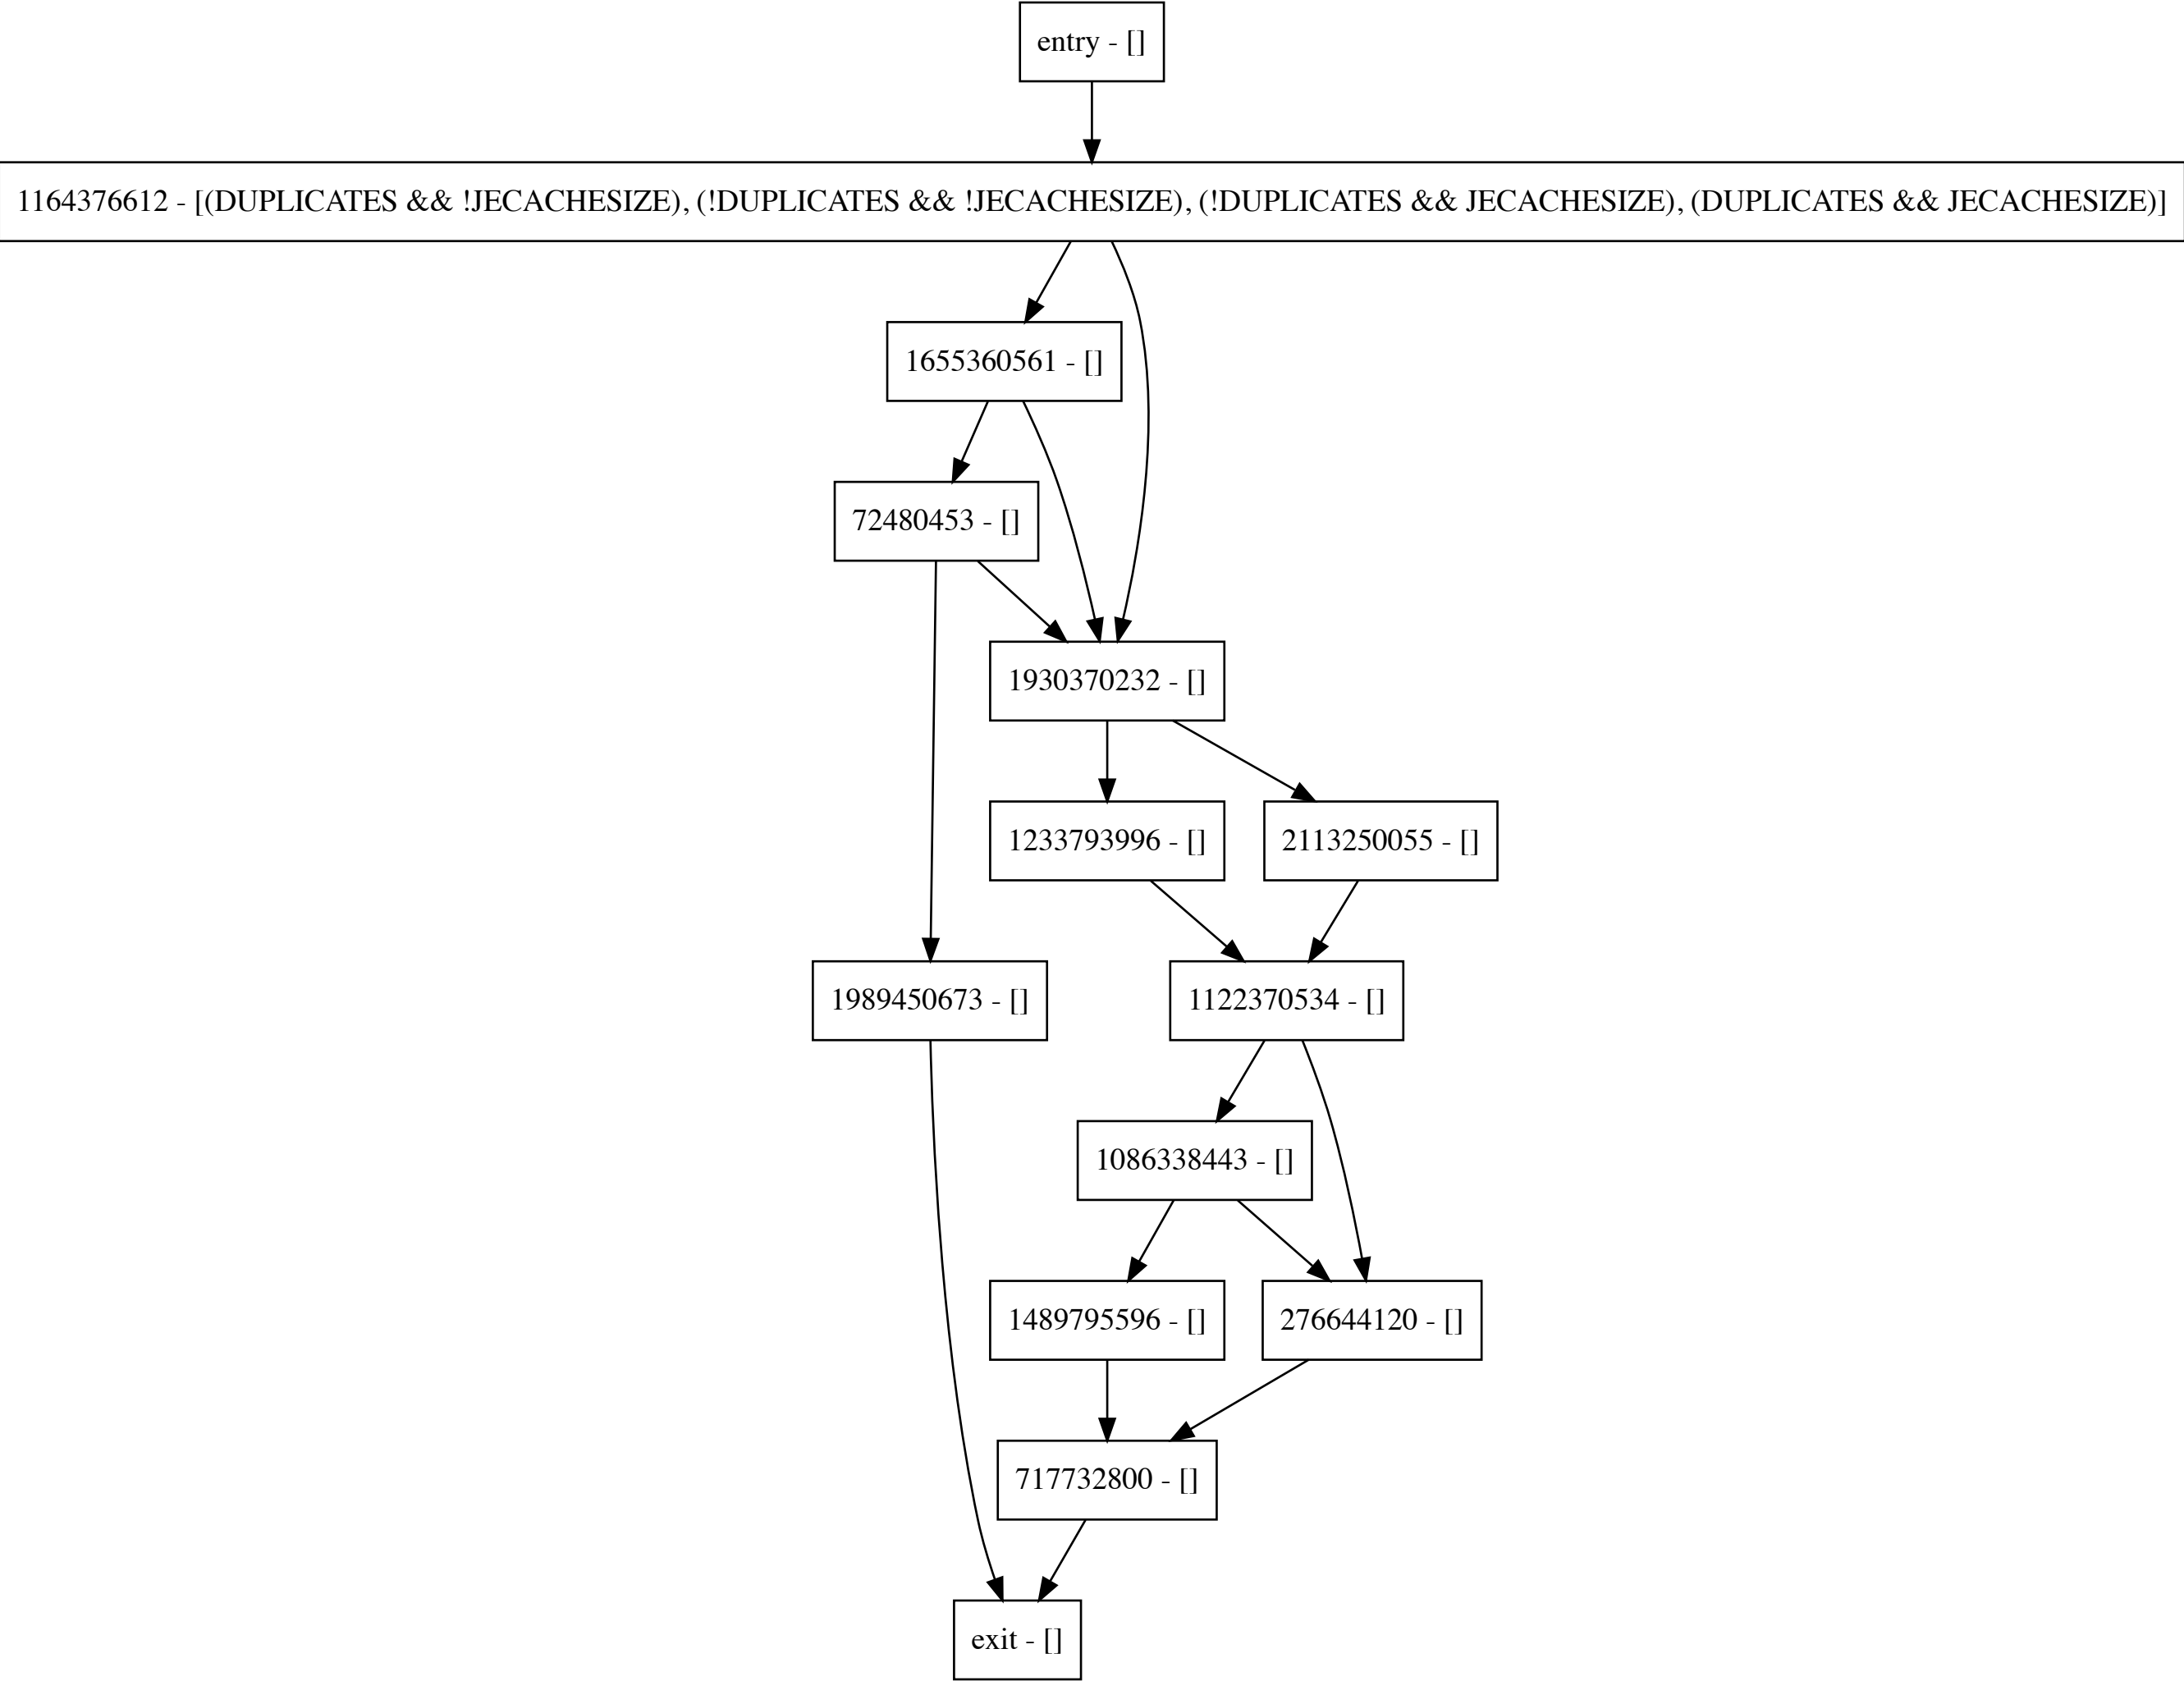 entry - []
1164376612 - [(DUPLICATES && !JECACHESIZE), (!DUPLICATES && !JECACHESIZE), (!DUPLICATES && JECACHESIZE), (DUPLICATES && JECACHESIZE)]
1655360561 - []
72480453 - []
1930370232 - []
1233793996 - []
2113250055 - []
1989450673 - []
1122370534 - []
1086338443 - []
1489795596 - []
276644120 - []
717732800 - []
exit - []